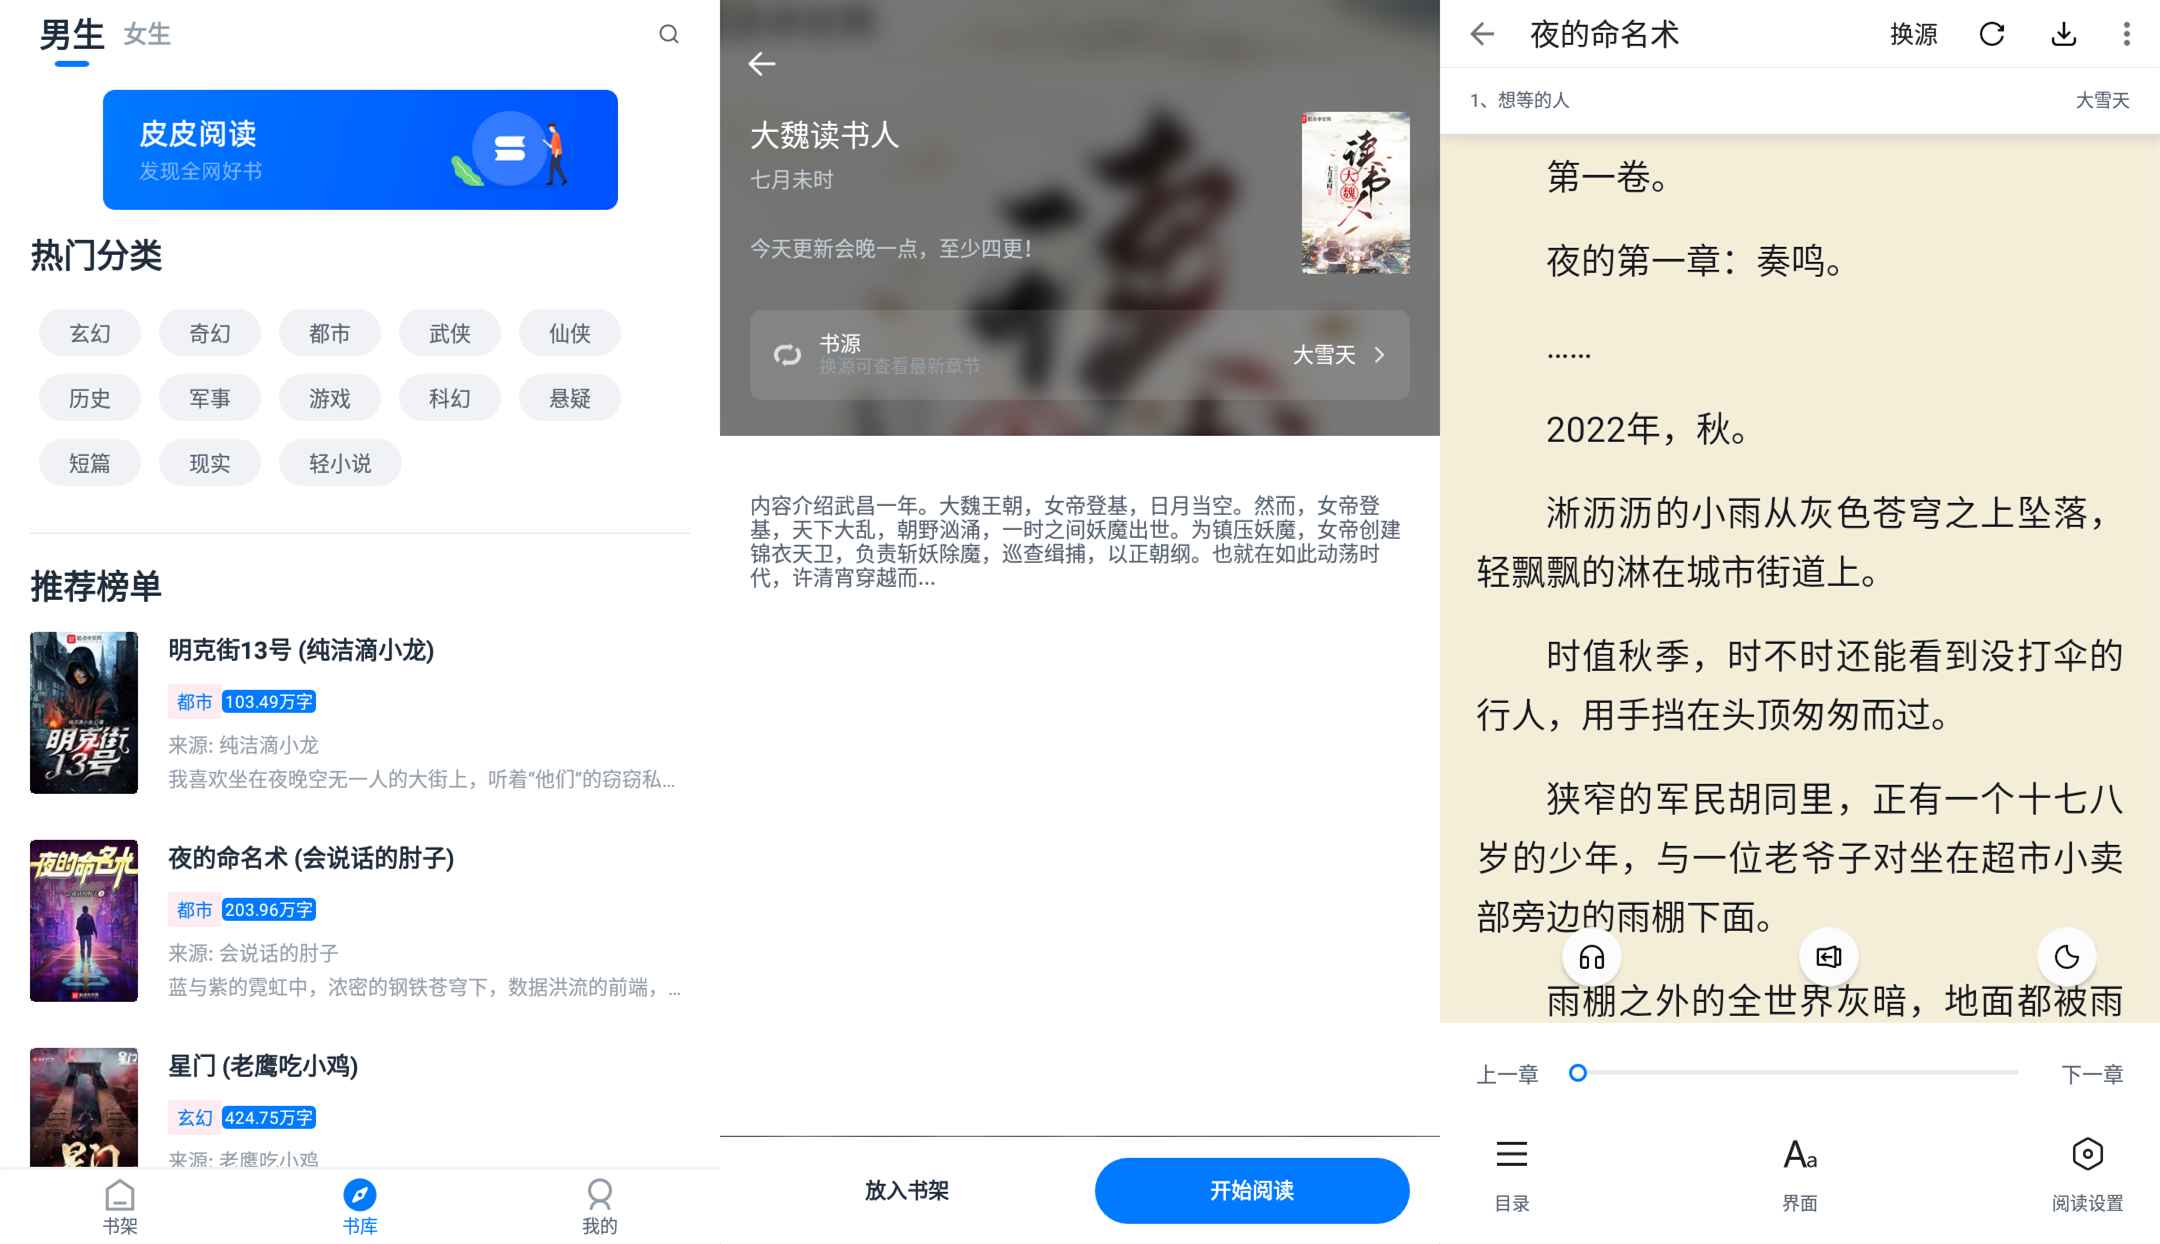 男生 女生
皮皮阅读
发现全网好书
热门分类
玄幻 奇幻 都市 武侠 仙侠
历史 军事 游戏 科幻 悬疑
短篇 现实 轻小说
推荐榜单
明克街13号
明克街13号 (纯洁滴小龙)
都市 103.49万字
来源: 纯洁滴小龙
我喜欢坐在夜晚空无一人的大街上，听着“他们”的窃窃私...
夜的命名术
夜的命名术 (会说话的肘子)
都市 203.96万字
来源: 会说话的肘子
蓝与紫的霓虹中，浓密的钢铁苍穹下，数据洪流的前端，...
星门
星门 (老鹰吃小鸡)
玄幻 424.75万字
来源: 老鹰吃小鸡
书架 书库 我的
大魏读书人
七月未时
今天更新会晚一点，至少四更！
大魏读书人
书源
换源可查看最新章节
大雪天
内容介绍武昌一年。大魏王朝，女帝登基，日月当空。然而，女帝登
基，天下大乱，朝野汹涌，一时之间妖魔出世。为镇压妖魔，女帝创建
锦衣天卫，负责斩妖除魔，巡查缉捕，以正朝纲。也就在如此动荡时
代，许清宵穿越而...
放入书架 开始阅读
夜的命名术 换源
1、想等的人 大雪天
第一卷。
夜的第一章：奏鸣。
……
2022年，秋。
淅沥沥的小雨从灰色苍穹之上坠落，
轻飘飘的淋在城市街道上。
时值秋季，时不时还能看到没打伞的
行人，用手挡在头顶匆匆而过。
狭窄的军民胡同里，正有一个十七八
岁的少年，与一位老爷子对坐在超市小卖
部旁边的雨棚下面。
雨棚之外的全世界灰暗，地面都被雨
上一章 下一章
Aa
目录 界面 阅读设置